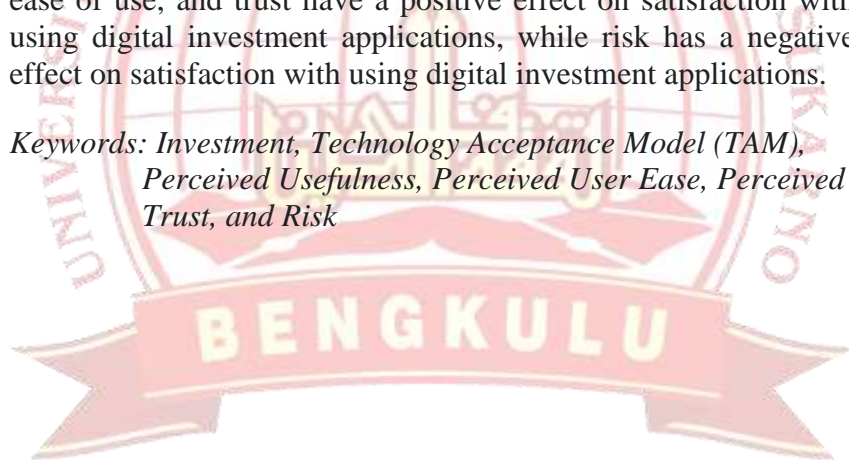 ease of use, and trust have a positive effect on satisfaction with
using digital investment applications, while risk has a negative
effect on satisfaction with using digital investment applications.
Keywords: Investment, Technology Acceptance Model (TAM),
Perceived Usefulness, Perceived User Ease, Perceived
Trust, and Risk
UNIVERSI
SUKARNO
BENGKULU